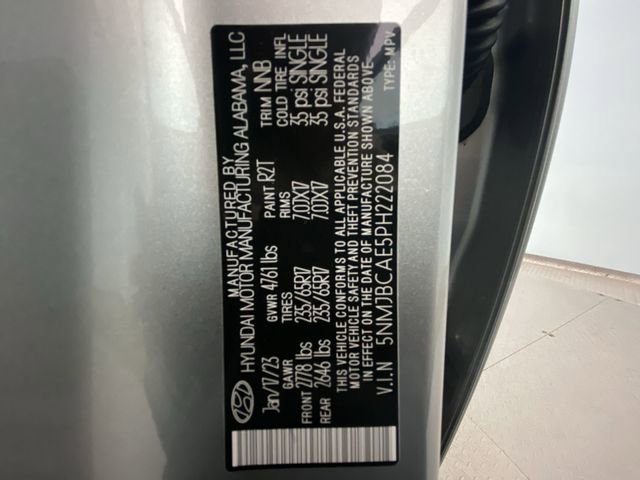 MANUFACTURED BY
HYUNDAI MOTOR MANUFACTURING ALABAMA, LLC
Jan/17/23 GVWR 4761lbs PAINT R2T TRIM NNB
GAWR TIRES RIMS COLD TIRE INFL
FRONT 2778 lbs 235/65R17 7.0JX17 35 psi SINGLE
REAR 2646 lbs 235/65R17 7.0JX17 35 psi SINGLE
THIS VEHICLE CONFORMS TO ALL APPLICABLE U.S.A. FEDERAL
MOTOR VEHICLE SAFETY AND THEFT PREVENTION STANDARDS
IN EFFECT ON THE DATE OF MANUFACTURE SHOWN ABOVE
V.I.N 5NMJBCAE5PH222084 TYPE: MPV